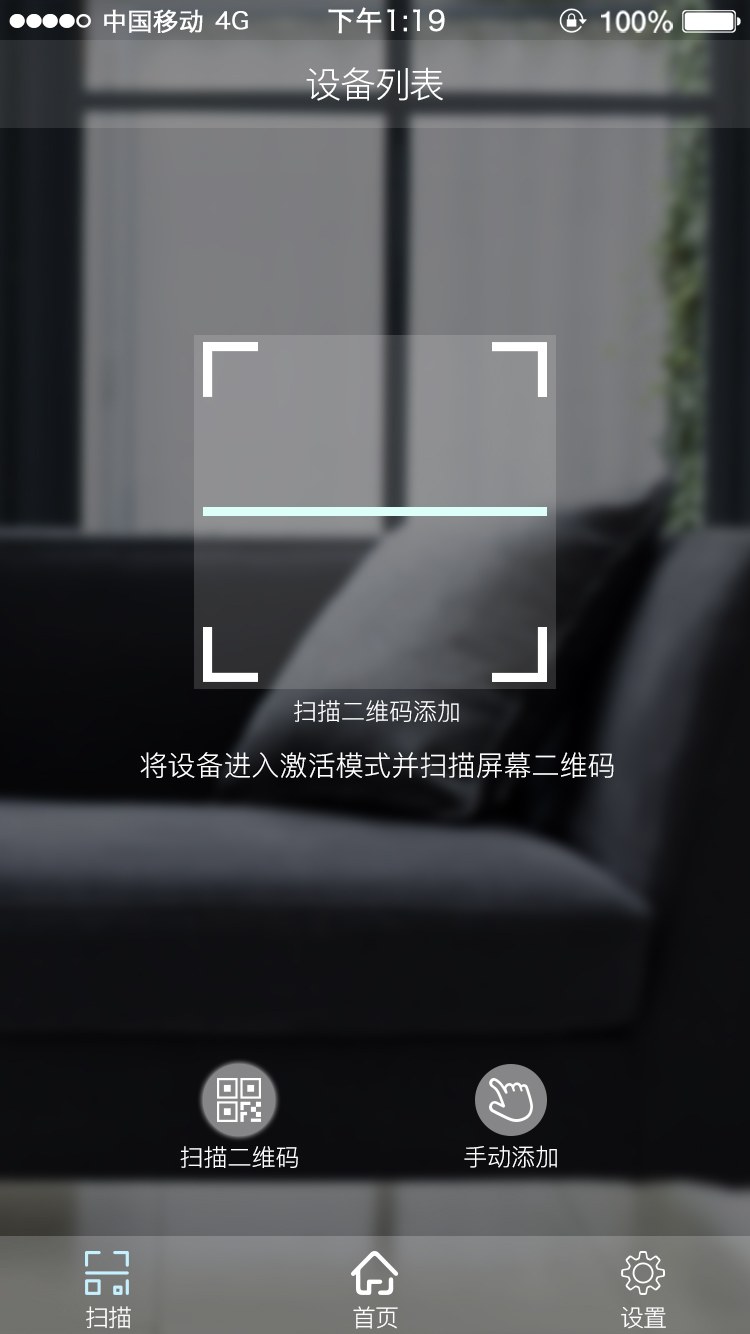 中国移动 4G 下午1:19 100%
设备列表
扫描二维码添加
将设备进入激活模式并扫描屏幕二维码
扫描二维码 手动添加
扫描 首页 设置